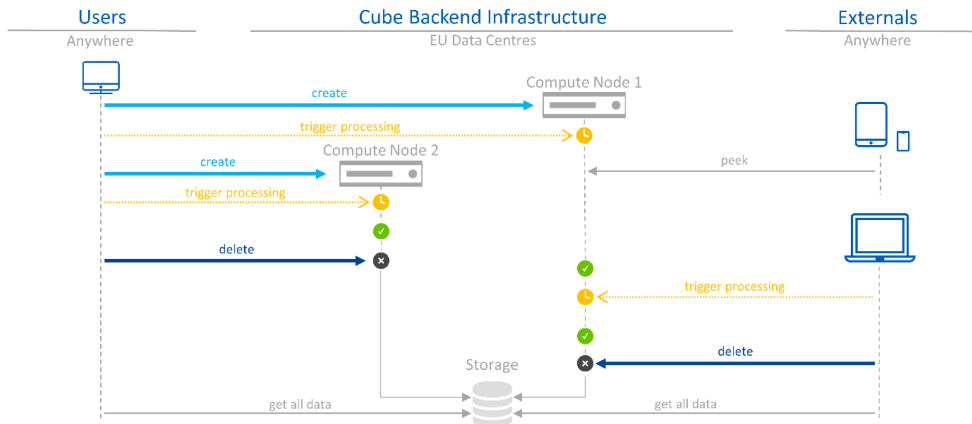 Users
Cube Backend Infrastructure
Externals
Anywhere
EU Data Centres
Anywhere
Compute Node 1
create
trigger processing
Compute Node 2
create
peek
trigger processing
delete
trigger processing
delete
Storage
get all data
get all data